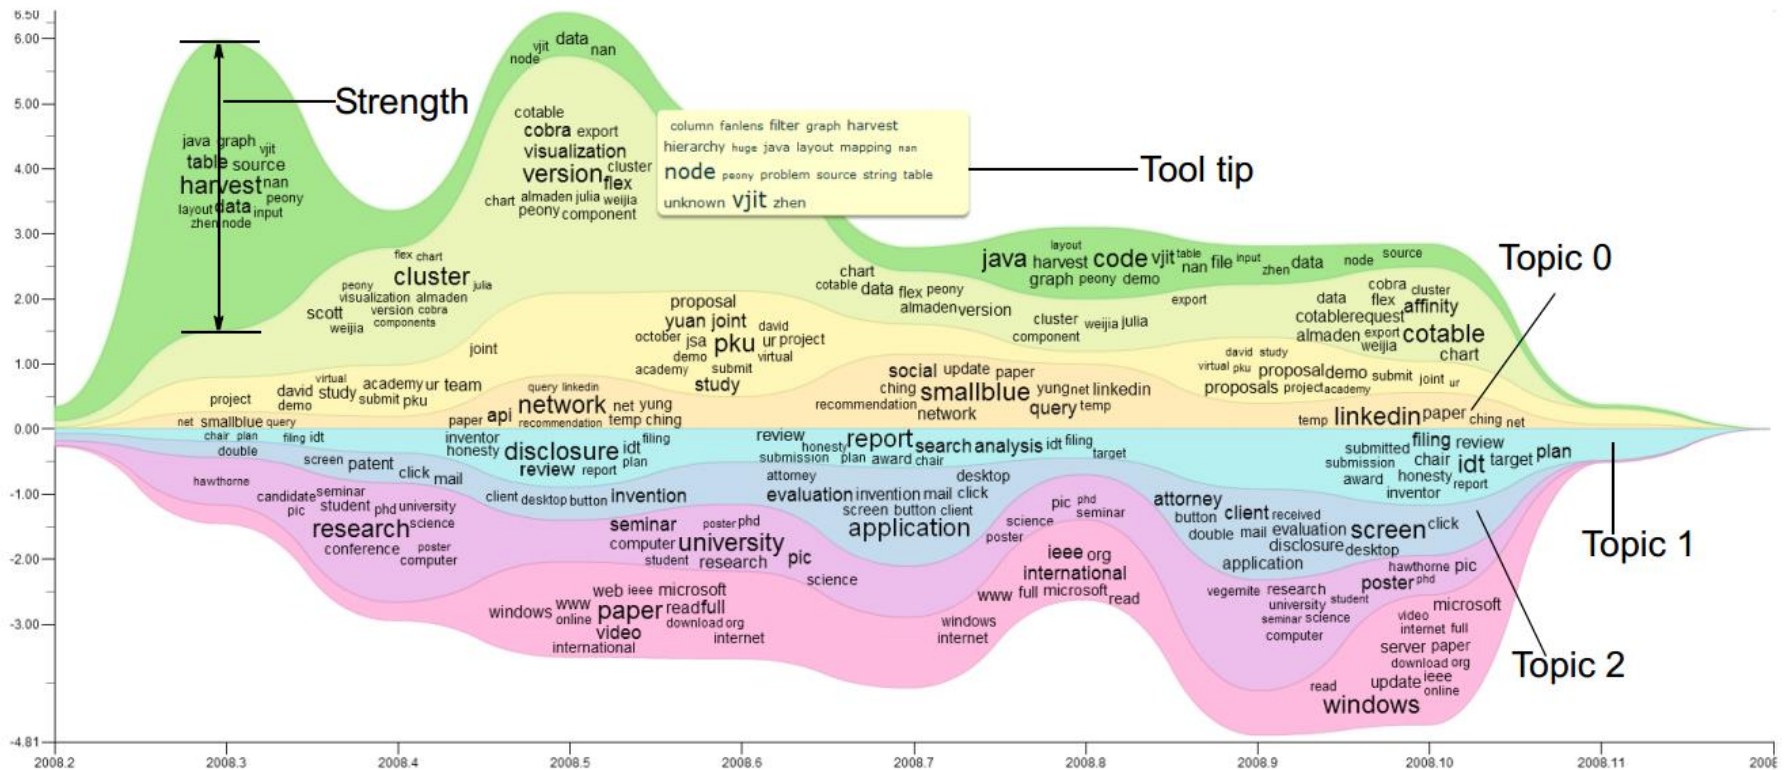 6.50
6.00
5.00
4.00
3.00
2.00
1.00
0.00
-1.00
-2.00
-3.00
-4.81
2008.2 2008.3 2008.4 2008.5 2008.6 2008.7 2008.8 2008.9 2008.10 2008.11
Strength
Tool tip
Topic 0
Topic 1
Topic 2
column fanlens filter graph harvest
hierarchy huge java layout mapping nan
node peony problem source string table
unknown vjit zhen
java graph vjit
table source
harvest nan
peony
layout data input
zhen node
vjit data
node nan
layout
java harvest code vjit table
nan file input
graph peony demo
zhen data node source
flex chart
cluster julia
peony
visualization almaden
scott version cobra
weijia components
cotable
cobra export
visualization
version cluster
flex
chart almaden julia weijia
peony component
chart
cotable data flex peony
almaden version
export
cluster weijia julia
component
cobra cluster
data flex affinity
cotable request
almaden export cotable
weijia
chart
joint
project
virtual
david study academy ur team
demo submit pku
proposal
yuan joint david
october jsa pku ur project
demo virtual
academy submit
study
david study
virtual pku proposal demo submit joint ur
proposals project academy
net smallblue query
query linkedin
paper api network net yung
recommendation temp ching
social update paper
ching smallblue yung net linkedin
recommendation network query temp
temp linkedin paper ching net
chair plan filing idt
double
inventor
honesty disclosure idt filing
review report plan
review honesty report search analysis idt filing
submission plan award chair target
submitted filing review
submission chair idt target plan
award honesty report
inventor
screen patent
click mail
client desktop button invention
attorney desktop
evaluation invention mail click
screen button client
application
attorney
button client received
double mail evaluation screen click
disclosure desktop
application
hawthorne
candidate seminar
pic student phd university
research science
conference poster
computer
seminar poster phd
computer university pic
student research
science
pic phd
science seminar
poster
hawthorne pic
poster phd
vegemite research
university student
seminar science
computer
web ieee microsoft
windows www paper read full
online download org
video internet
international
windows
internet
ieee org
international
www full microsoft read
microsoft
video
internet full
server paper
download org
read update ieee
online
windows